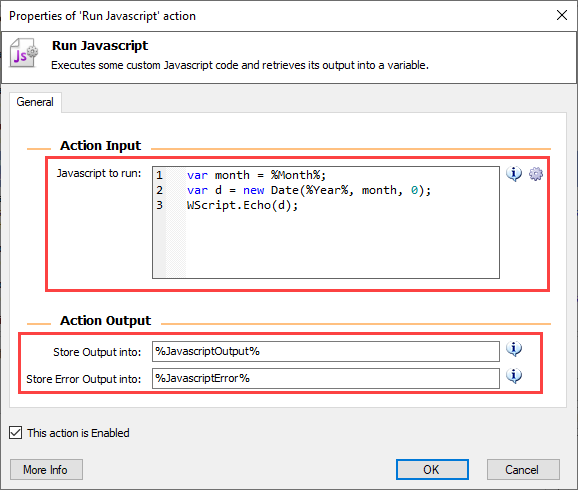 Properties of 'Run Javascript' action
Js
Run Javascript
Executes some custom Javascript code and retrieves its output into a variable.
General
Action Input
Javascript to run:
1 var month = %Month%;
2 var d = new Date(%Year%, month, 0);
3 WScript.Echo(d);
Action Output
Store Output into: %JavascriptOutput%
Store Error Output into: %JavascriptError%
This action is Enabled
More Info OK Cancel